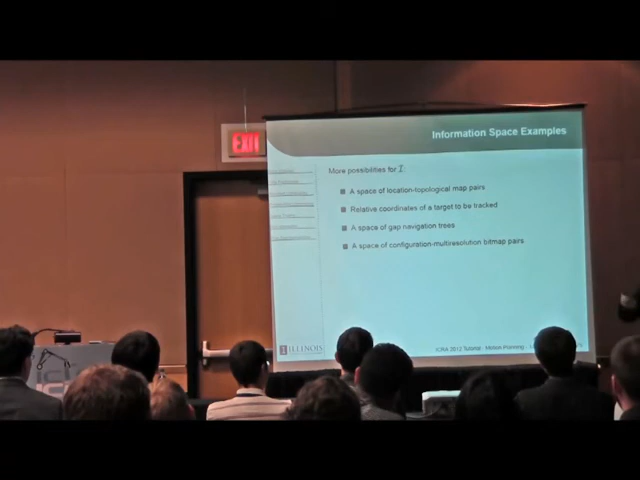 EXIT
Information Space Examples
More possibilities for I:
A space of location-topological map pairs
Relative coordinates of a target to be tracked
A space of gap navigation trees
A space of configuration-multiresolution bitmap pairs
I ILLINOIS
ICRA 2012 Tutorial - Motion Planning -